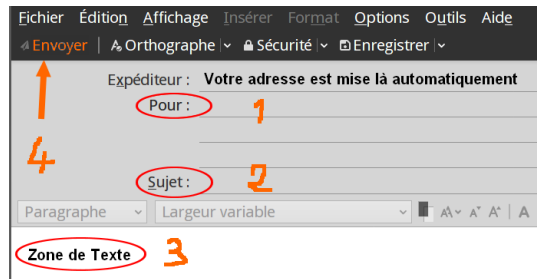 Fichier Édition Affichage Insérer Format Options Outils Aide
Envoyer Orthographe Sécurité Enregistrer
Expéditeur : Votre adresse est mise là automatiquement
Pour : 1
4
Sujet : 2
Paragraphe Largeur variable A A A A A
Zone de Texte 3